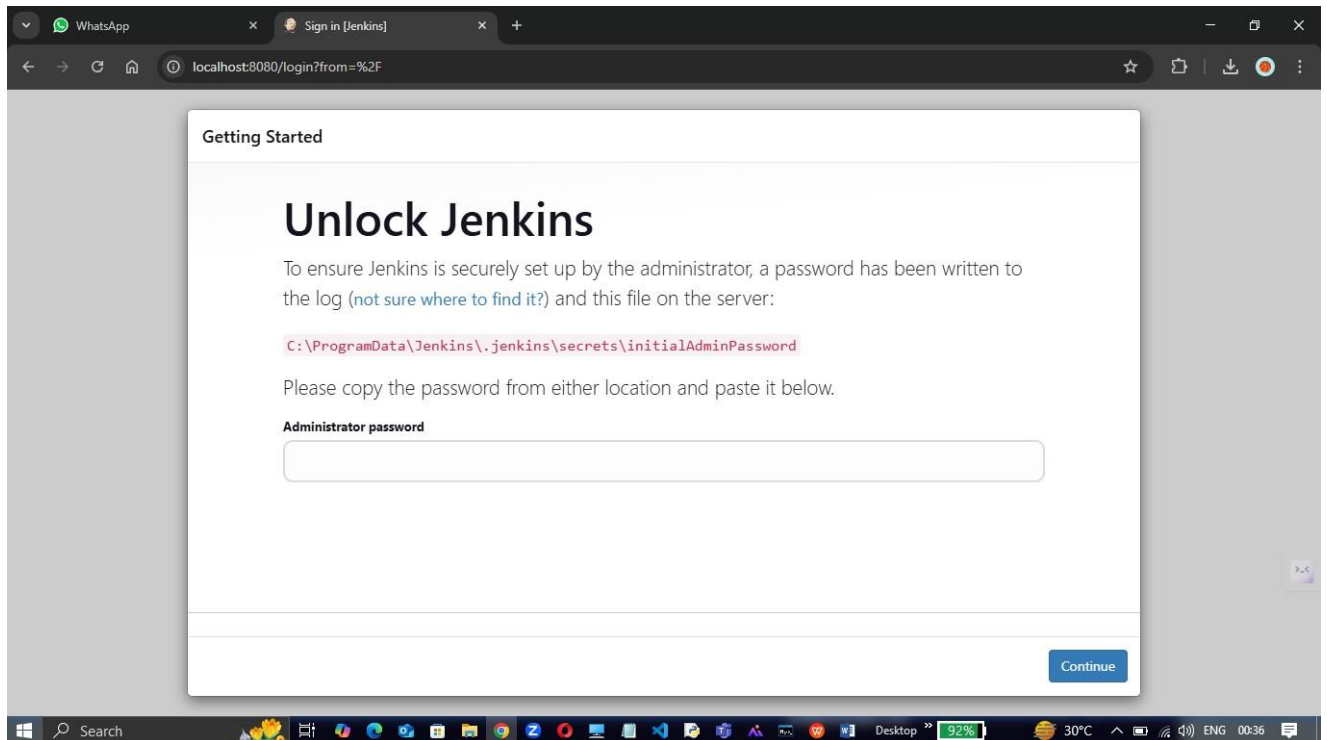 WhatsApp
Sign in [Jenkins]
localhost:8080/login?from=%2F
Getting Started
Unlock Jenkins
To ensure Jenkins is securely set up by the administrator, a password has been written to
the log (not sure where to find it?) and this file on the server:
C:\ProgramData\Jenkins\.jenkins\secrets\initialAdminPassword
Please copy the password from either location and paste it below.
Administrator password
Continue
Search
Desktop
92%
30°C
ENG
00:36